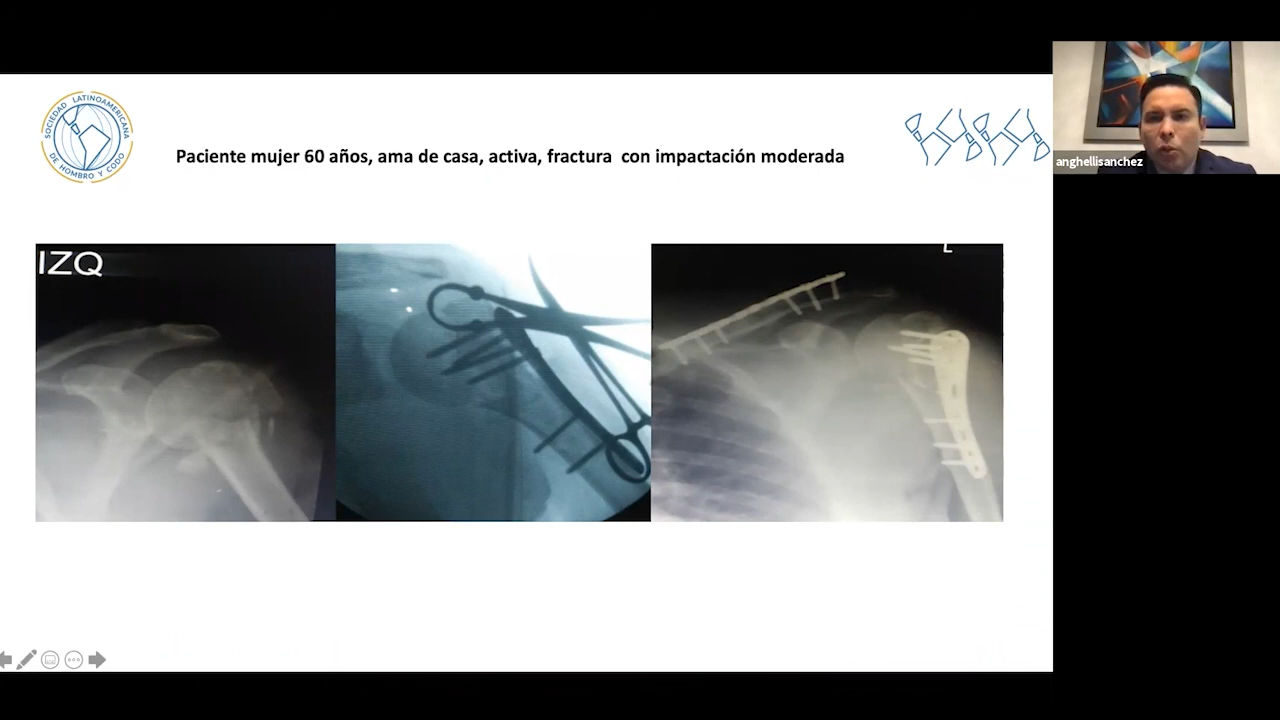 SOCIEDAD LATINOAMERICANA
DE HOMBRO Y CODO
Paciente mujer 60 años, ama de casa, activa, fractura  con impactación moderada
anghellisanchez
IZQ
L